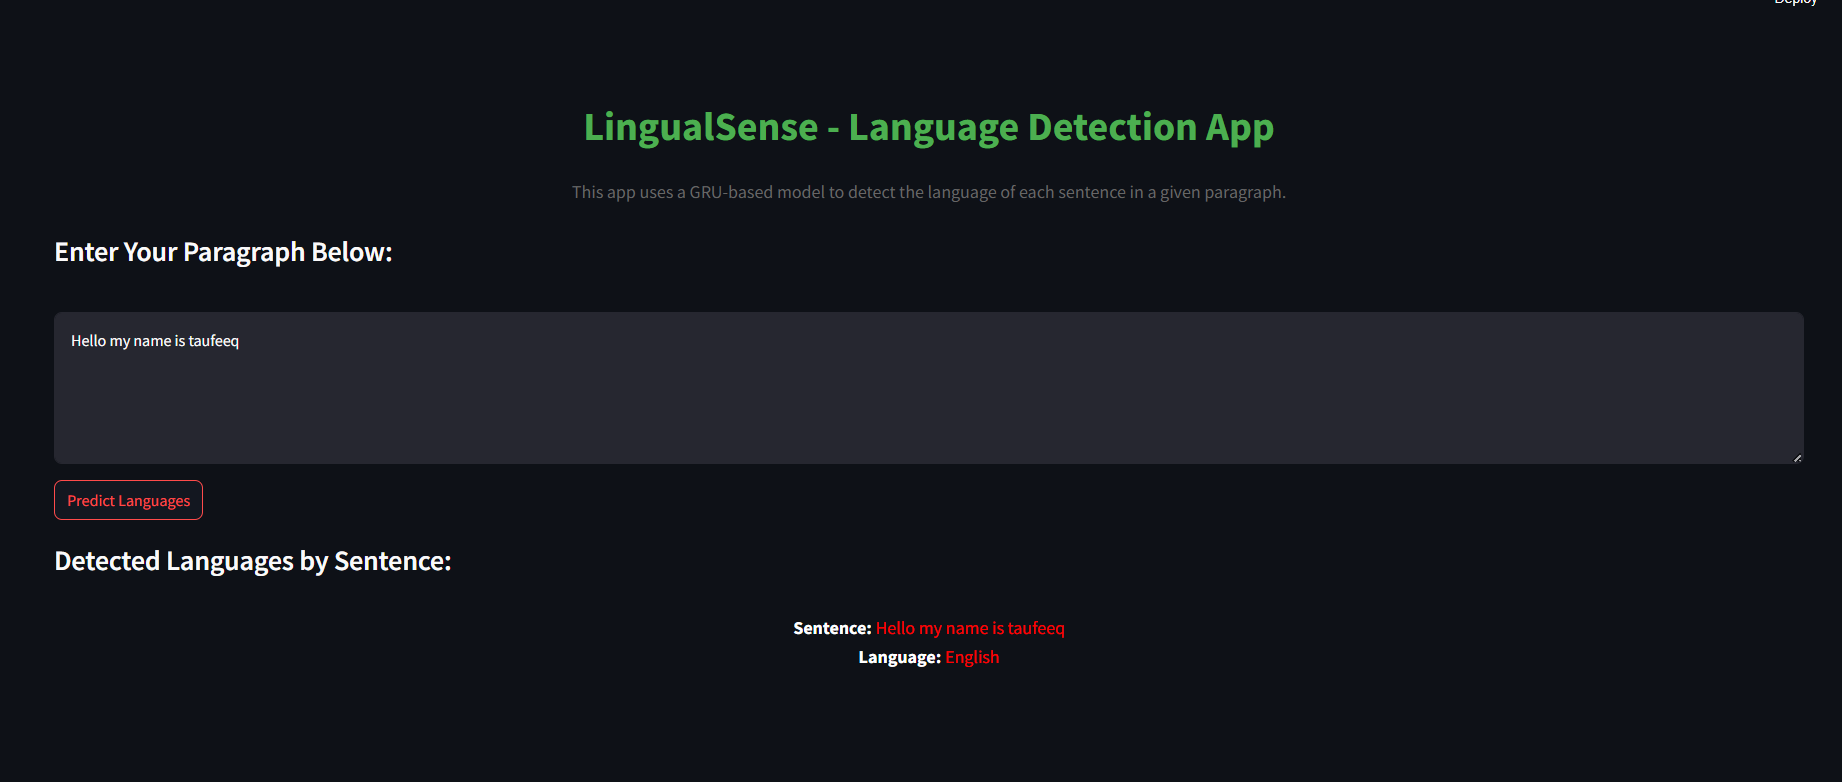 Deploy
LingualSense - Language Detection App
This app uses a GRU-based model to detect the language of each sentence in a given paragraph.
Enter Your Paragraph Below:
Hello my name is taufeeq
Predict Languages
Detected Languages by Sentence:
Sentence: Hello my name is taufeeq
Language: English